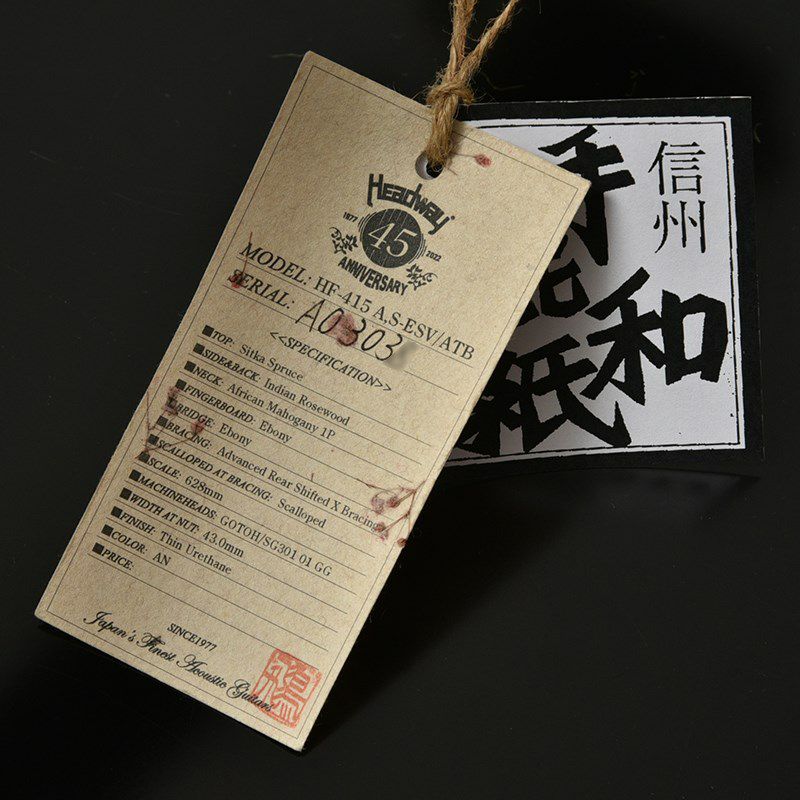 Headway
1977 45 2022
ANNIVERSARY
MODEL: HF-415 A,S-ESV/ATB
SERIAL: A0303
<<SPECIFICATION>>
■TOP: Sitka Spruce
■SIDE&BACK: Indian Rosewood
■NECK: African Mahogany 1P
■FINGERBOARD: Ebony
■BRIDGE: Ebony
■BRACING: Advanced Rear Shifted X Bracing
■SCALLOPED AT BRACING: Scalloped
■SCALE: 628mm
■MACHINEHEADS: GOTOH/SG301 01 GG
■WIDTH AT NUT: 43.0mm
■FINISH: Thin Urethane
■COLOR: AN
■PRICE:
SINCE1977
Japan's Finest Acoustic Guitars
信州
手
和紙